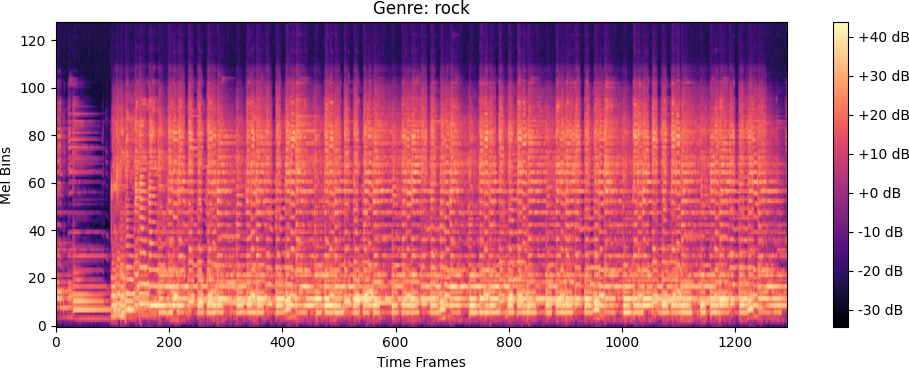 Genre: rock
120
100
80
60
40
20
0
Mel Bins
0 200 400 600 800 1000 1200
Time Frames
+40 dB
+30 dB
+20 dB
+10 dB
+0 dB
-10 dB
-20 dB
-30 dB